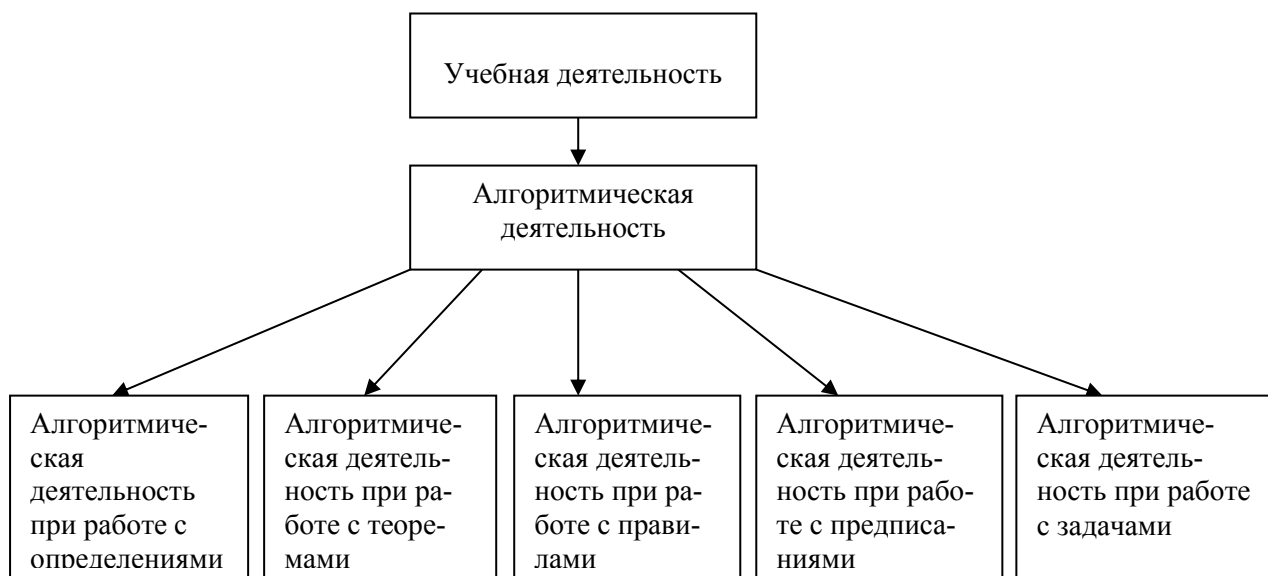 Учебная деятельность
Алгоритмическая
деятельность
Алгоритмиче-
ская
деятельность
при работе с
определениями
Алгоритмиче-
ская деятель-
ность при ра-
боте с теоре-
мами
Алгоритмиче-
ская деятель-
ность при ра-
боте с прави-
лами
Алгоритмиче-
ская деятель-
ность при рабо-
те с предписа-
ниями
Алгоритмиче-
ская деятель-
ность при работе
с задачами